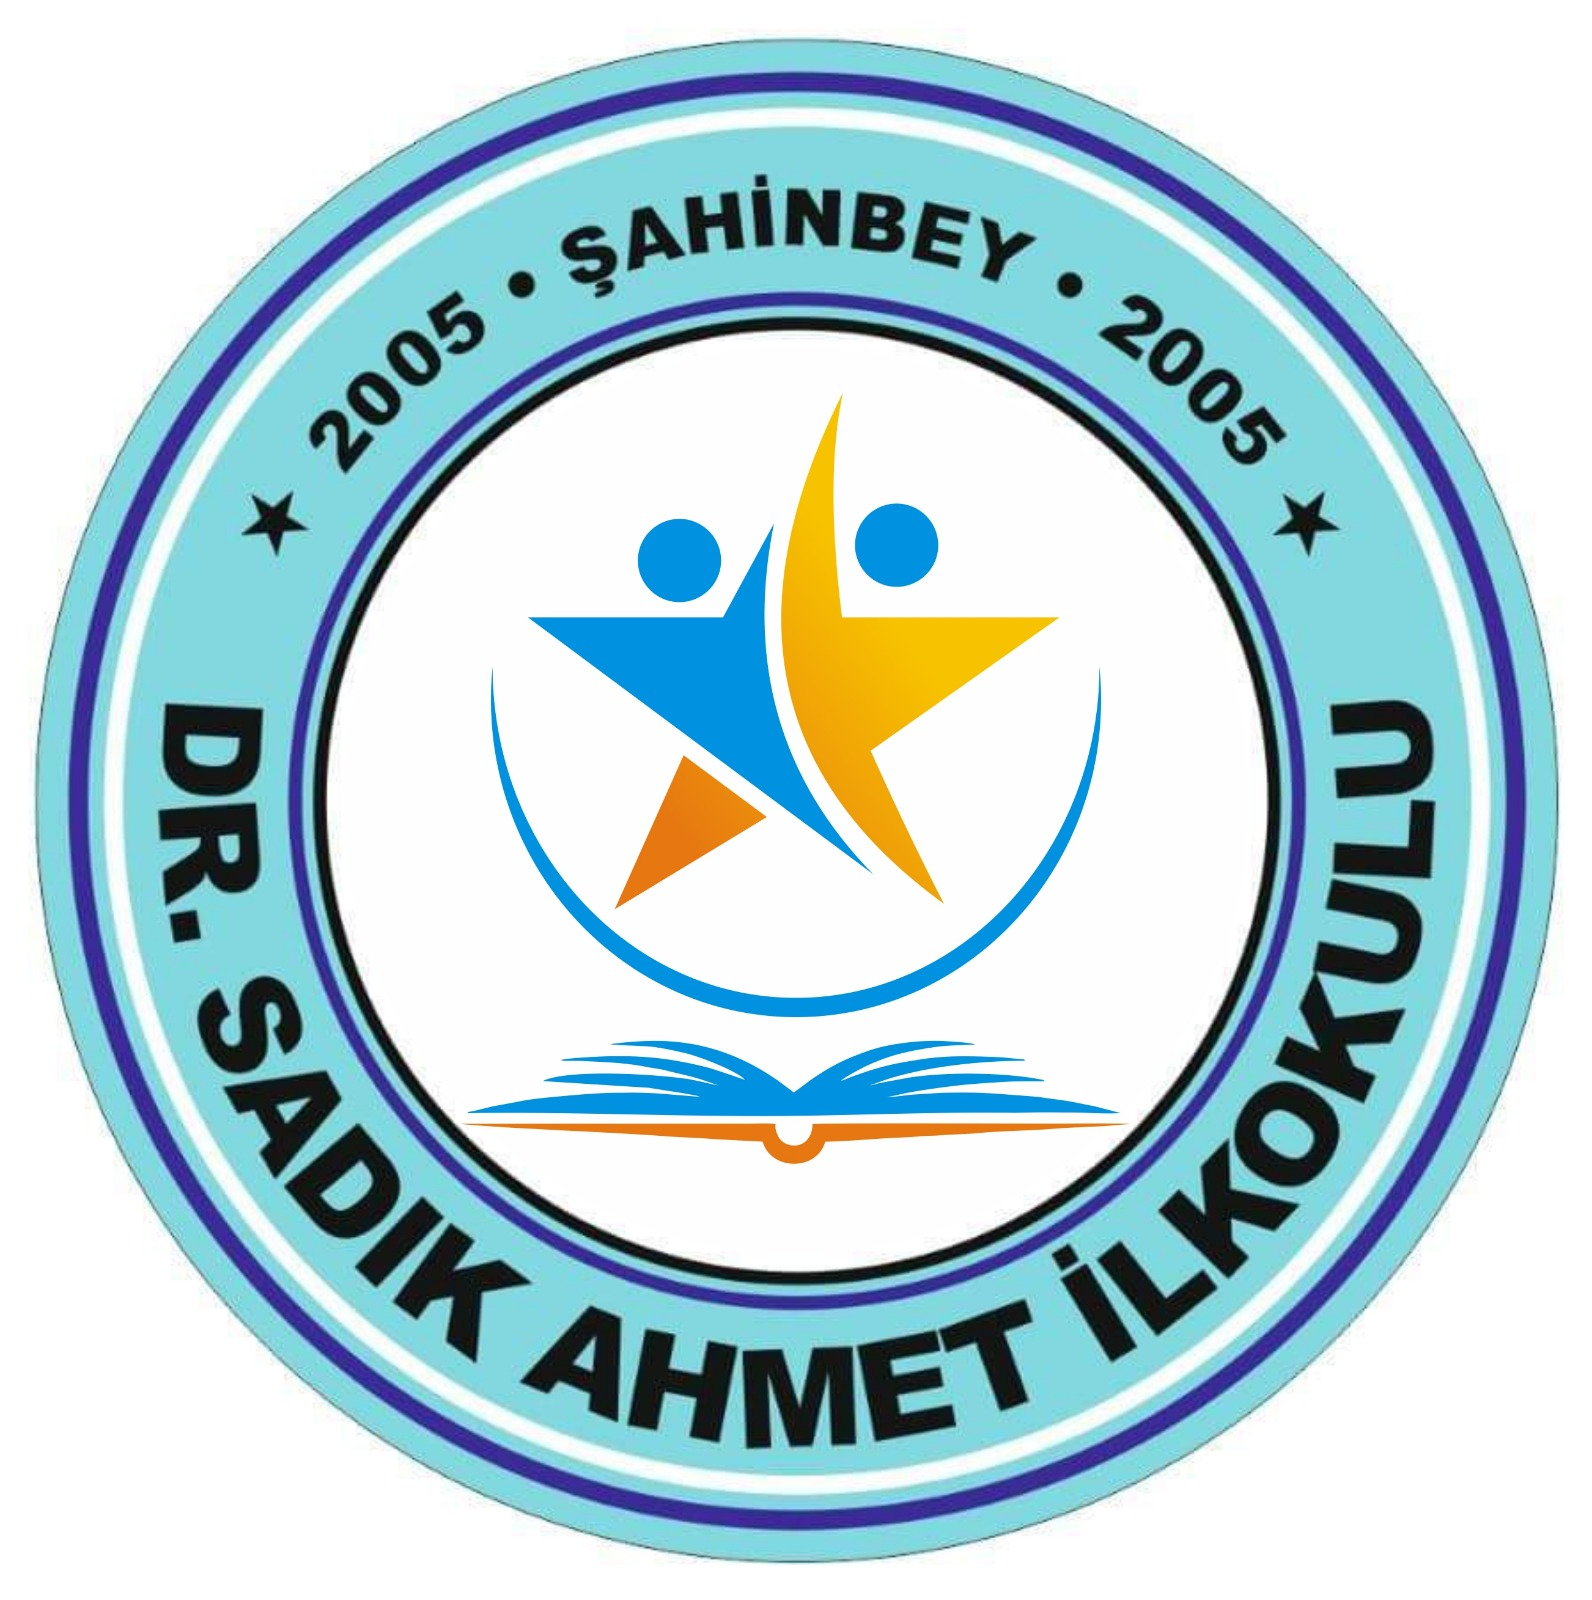 2005 • ŞAHİNBEY • 2005
DR. SADIK AHMET İLKOKULU